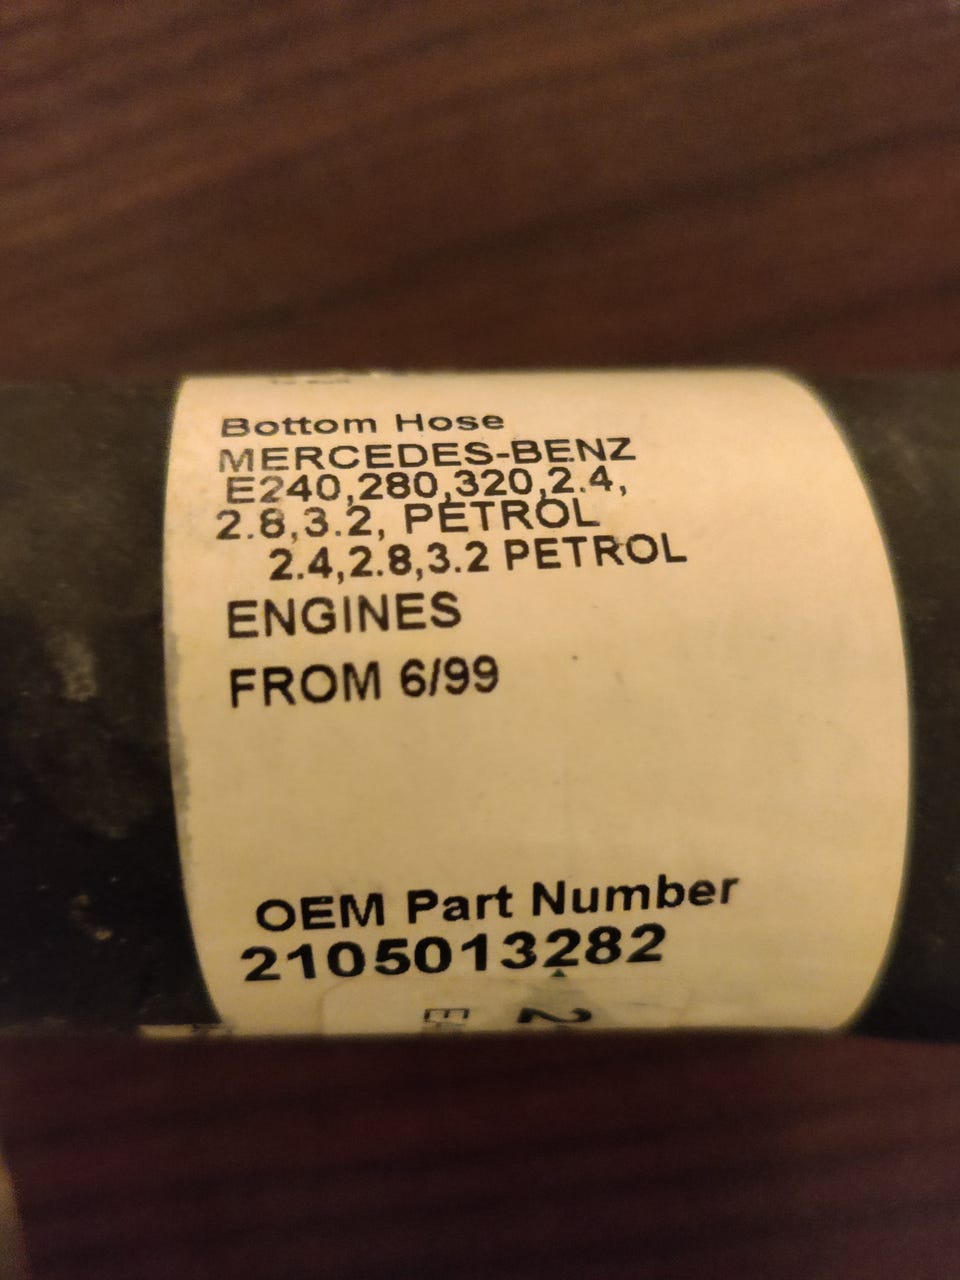 Bottom Hose
MERCEDES-BENZ
E240,280,320,2.4,
2.8,3.2, PETROL
2.4,2.8,3.2 PETROL
ENGINES
FROM 6/99
OEM Part Number
2105013282